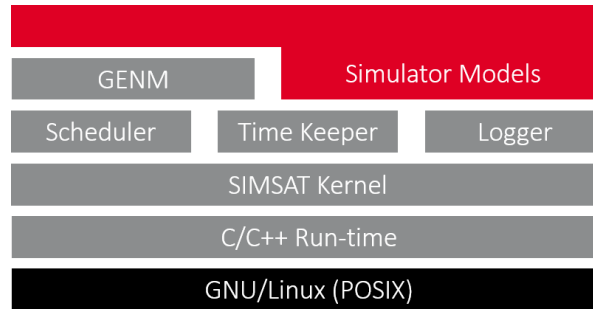 GENM
Simulator Models
Scheduler
Time Keeper
Logger
SIMSAT Kernel
C/C++ Run-time
GNU/Linux (POSIX)